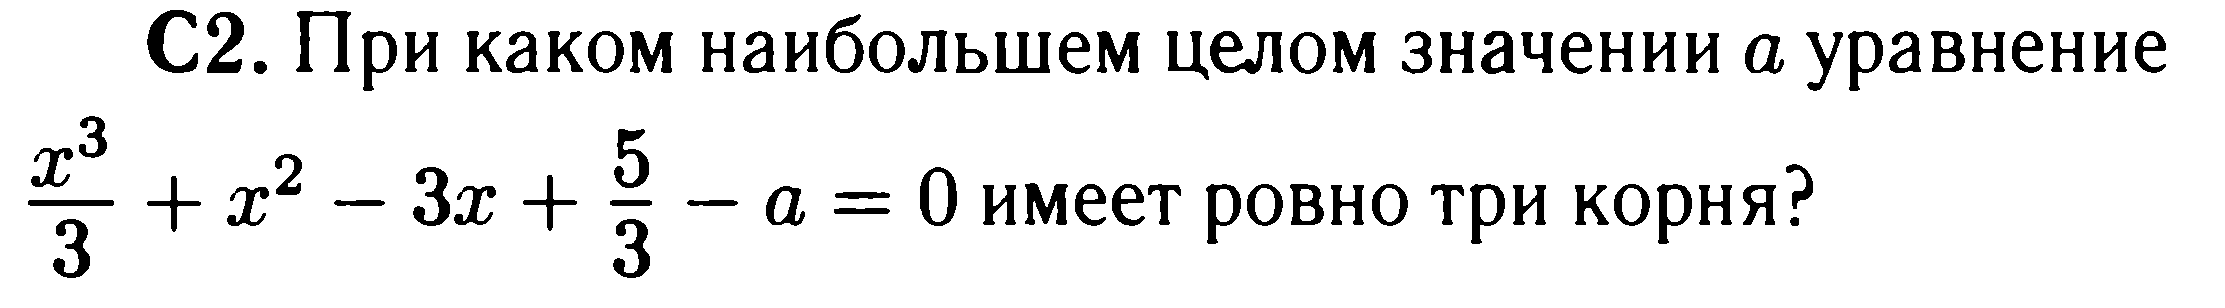 C2. При каком наибольшем целом значении a уравнение
x³/3 + x² − 3x + 5/3 − a = 0 имеет ровно три корня?